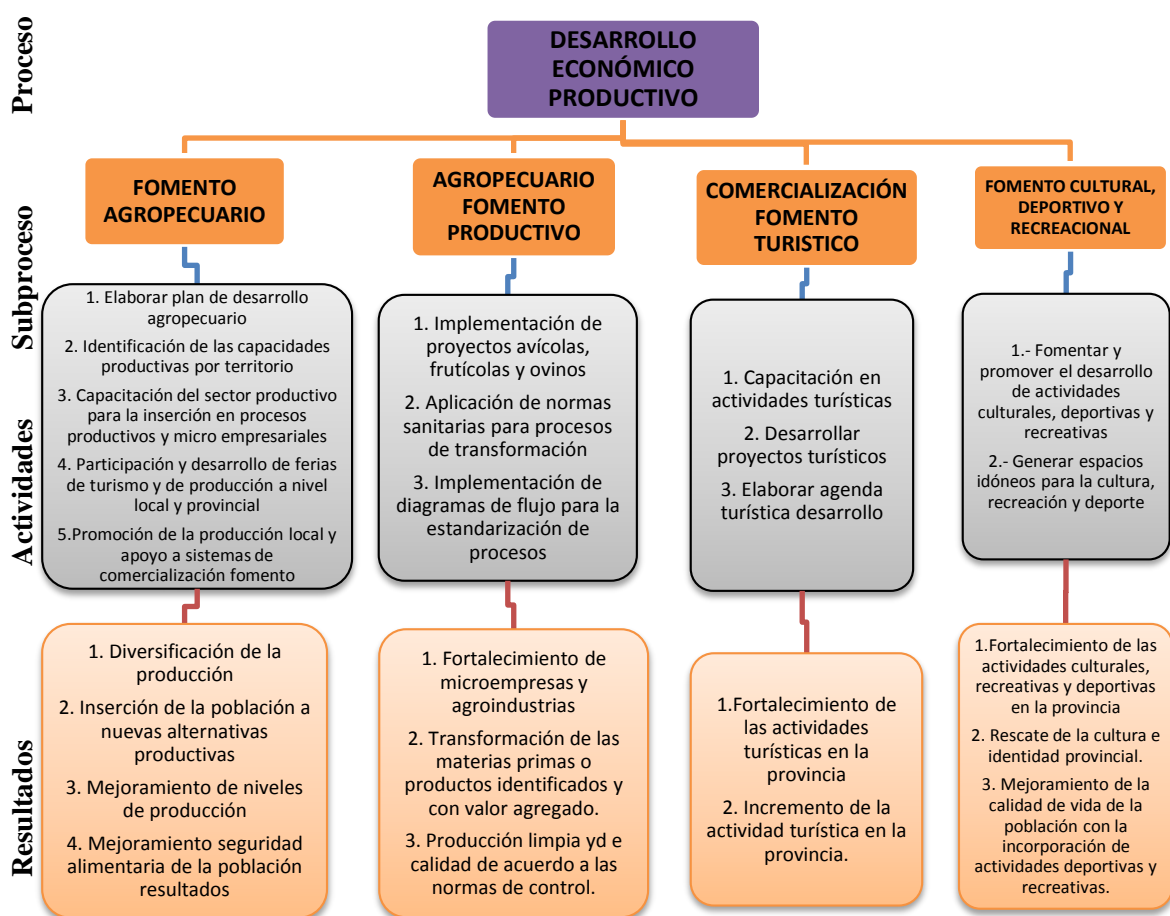 Proceso
DESARROLLO
ECONÓMICO
PRODUCTIVO
Subproceso
FOMENTO
AGROPECUARIO
AGROPECUARIO
FOMENTO
PRODUCTIVO
COMERCIALIZACIÓN
FOMENTO
TURISTICO
FOMENTO CULTURAL,
DEPORTIVO Y
RECREACIONAL
Actividades
1. Elaborar plan de desarrollo
agropecuario
2. Identificación de las capacidades
productivas por territorio
3. Capacitación del sector productivo
para la inserción en procesos
productivos y micro empresariales
4. Participación y desarrollo de ferias
de turismo y de producción a nivel
local y provincial
5.Promoción de la producción local y
apoyo a sistemas de
comercialización fomento
1. Implementación de
proyectos avícolas,
frutícolas y ovinos
2. Aplicación de normas
sanitarias para procesos
de transformación
3. Implementación de
diagramas de flujo para la
estandarización de
procesos
1. Capacitación en
actividades turísticas
2. Desarrollar
proyectos turísticos
3. Elaborar agenda
turística desarrollo
1.- Fomentar y
promover el desarrollo
de actividades
culturales, deportivas y
recreativas
2.- Generar espacios
idóneos para la cultura,
recreación y deporte
Resultados
1. Diversificación de la
producción
2. Inserción de la población a
nuevas alternativas
productivas
3. Mejoramiento de niveles
de producción
4. Mejoramiento seguridad
alimentaria de la población
resultados
1. Fortalecimiento de
microempresas y
agroindustrias
2. Transformación de las
materias primas o
productos identificados y
con valor agregado.
3. Producción limpia yd e
calidad de acuerdo a las
normas de control.
1.Fortalecimiento de
las actividades
turísticas en la
provincia
2. Incremento de la
actividad turística en la
provincia.
1.Fortalecimiento de las
actividades culturales,
recreativas y deportivas
en la provincia
2. Rescate de la cultura e
identidad provincial.
3. Mejoramiento de la
calidad de vida de la
población con la
incorporación de
actividades deportivas y
recreativas.